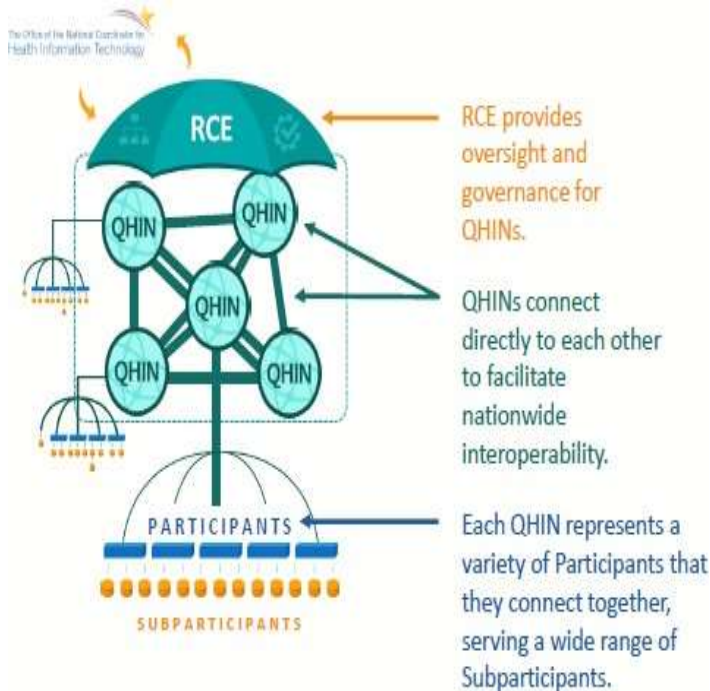 The Office of the National Coordinator for
Health Information Technology
RCE
RCE provides
oversight and
governance for
QHINs.
QHIN
QHIN
QHIN
QHIN
QHIN
QHINs connect
directly to each other
to facilitate
nationwide
interoperability.
PARTICIPANTS
SUBPARTICIPANTS
Each QHIN represents a
variety of Participants that
they connect together,
serving a wide range of
Subparticipants.